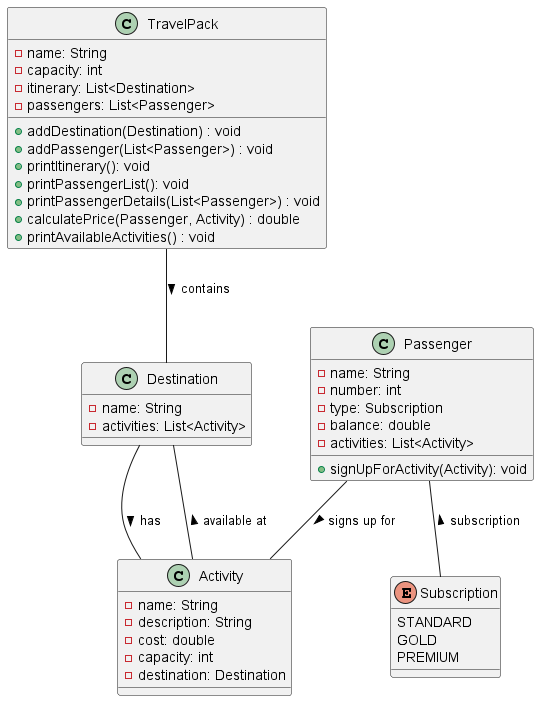 C TravelPack
name: String
capacity: int
itinerary: List<Destination>
passengers: List<Passenger>
addDestination(Destination) : void
addPassenger(List<Passenger>) : void
printItinerary(): void
printPassengerList(): void
printPassengerDetails(List<Passenger>) : void
calculatePrice(Passenger, Activity) : double
printAvailableActivities() : void
contains
C Passenger
name: String
number: int
type: Subscription
balance: double
activities: List<Activity>
signUpForActivity(Activity): void
C Destination
name: String
activities: List<Activity>
has
available at
signs up for
subscription
C Activity
name: String
description: String
cost: double
capacity: int
destination: Destination
E Subscription
STANDARD
GOLD
PREMIUM